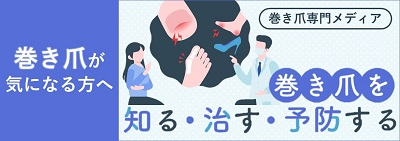 巻き爪が
気になる方へ
巻き爪専門メディア
巻き爪を
知る・治す・予防する